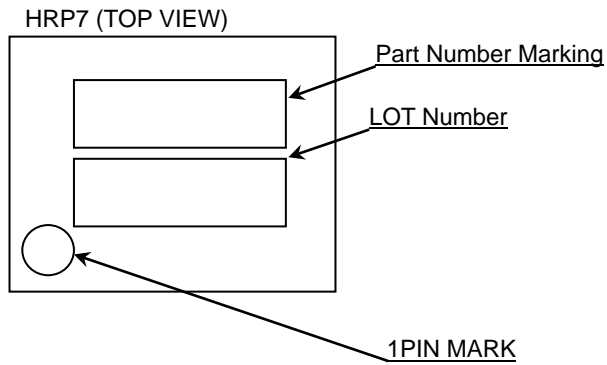 HRP7 (TOP VIEW)
Part Number Marking
LOT Number
1PIN MARK